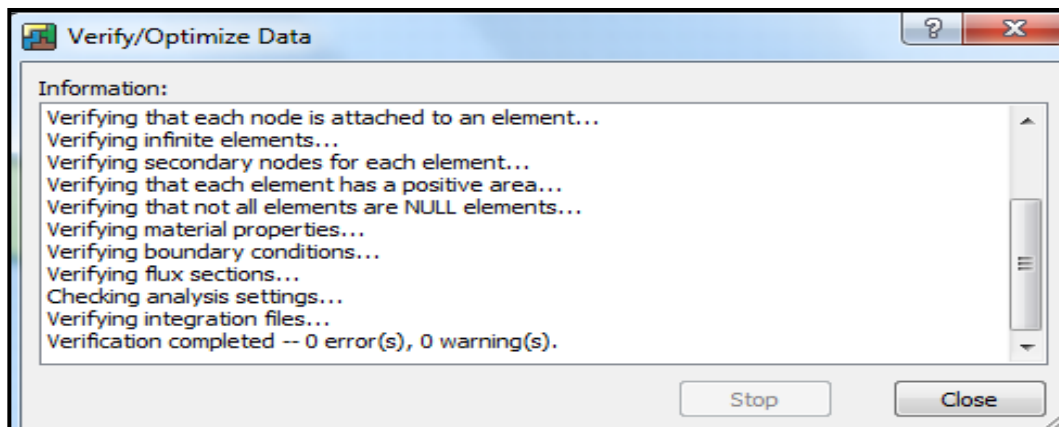 Verify/Optimize Data
?
Information:
Verifying that each node is attached to an element...
Verifying infinite elements...
Verifying secondary nodes for each element...
Verifying that each element has a positive area...
Verifying that not all elements are NULL elements...
Verifying material properties...
Verifying boundary conditions...
Verifying flux sections...
Checking analysis settings...
Verifying integration files...
Verification completed -- 0 error(s), 0 warning(s).
Stop Close